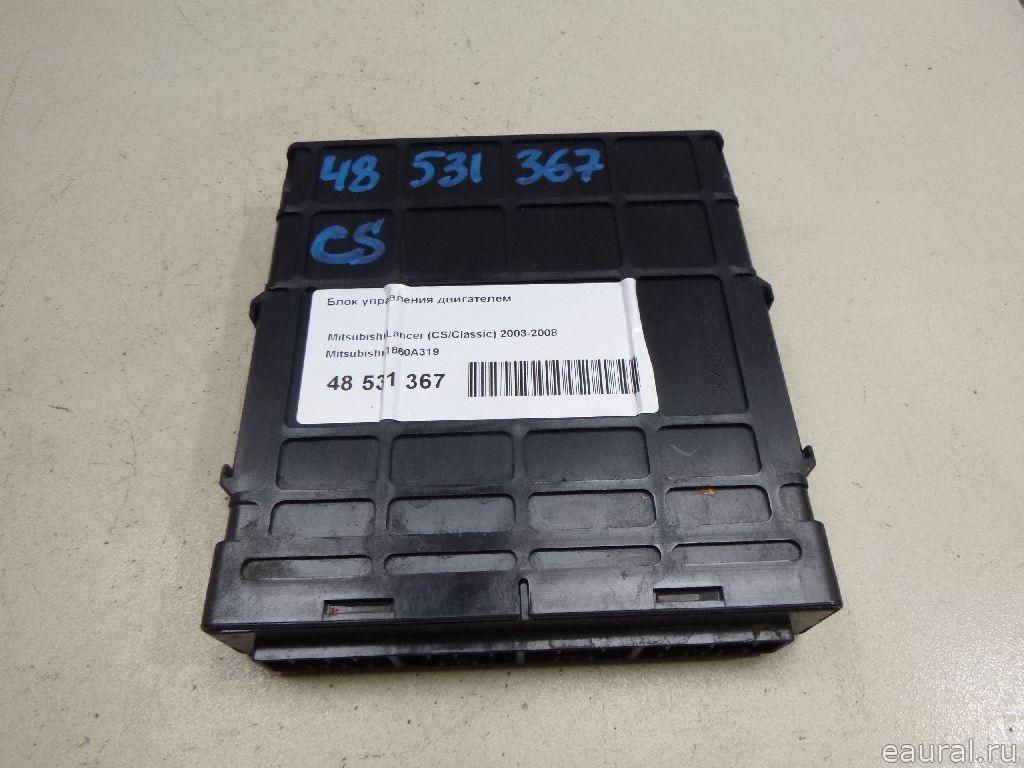 48 531 367
CS
Блок управления двигателем
Mitsubishi Lancer (CS/Classic) 2003-2008
Mitsubishi 1860A319
48 531 367
eaural.ru